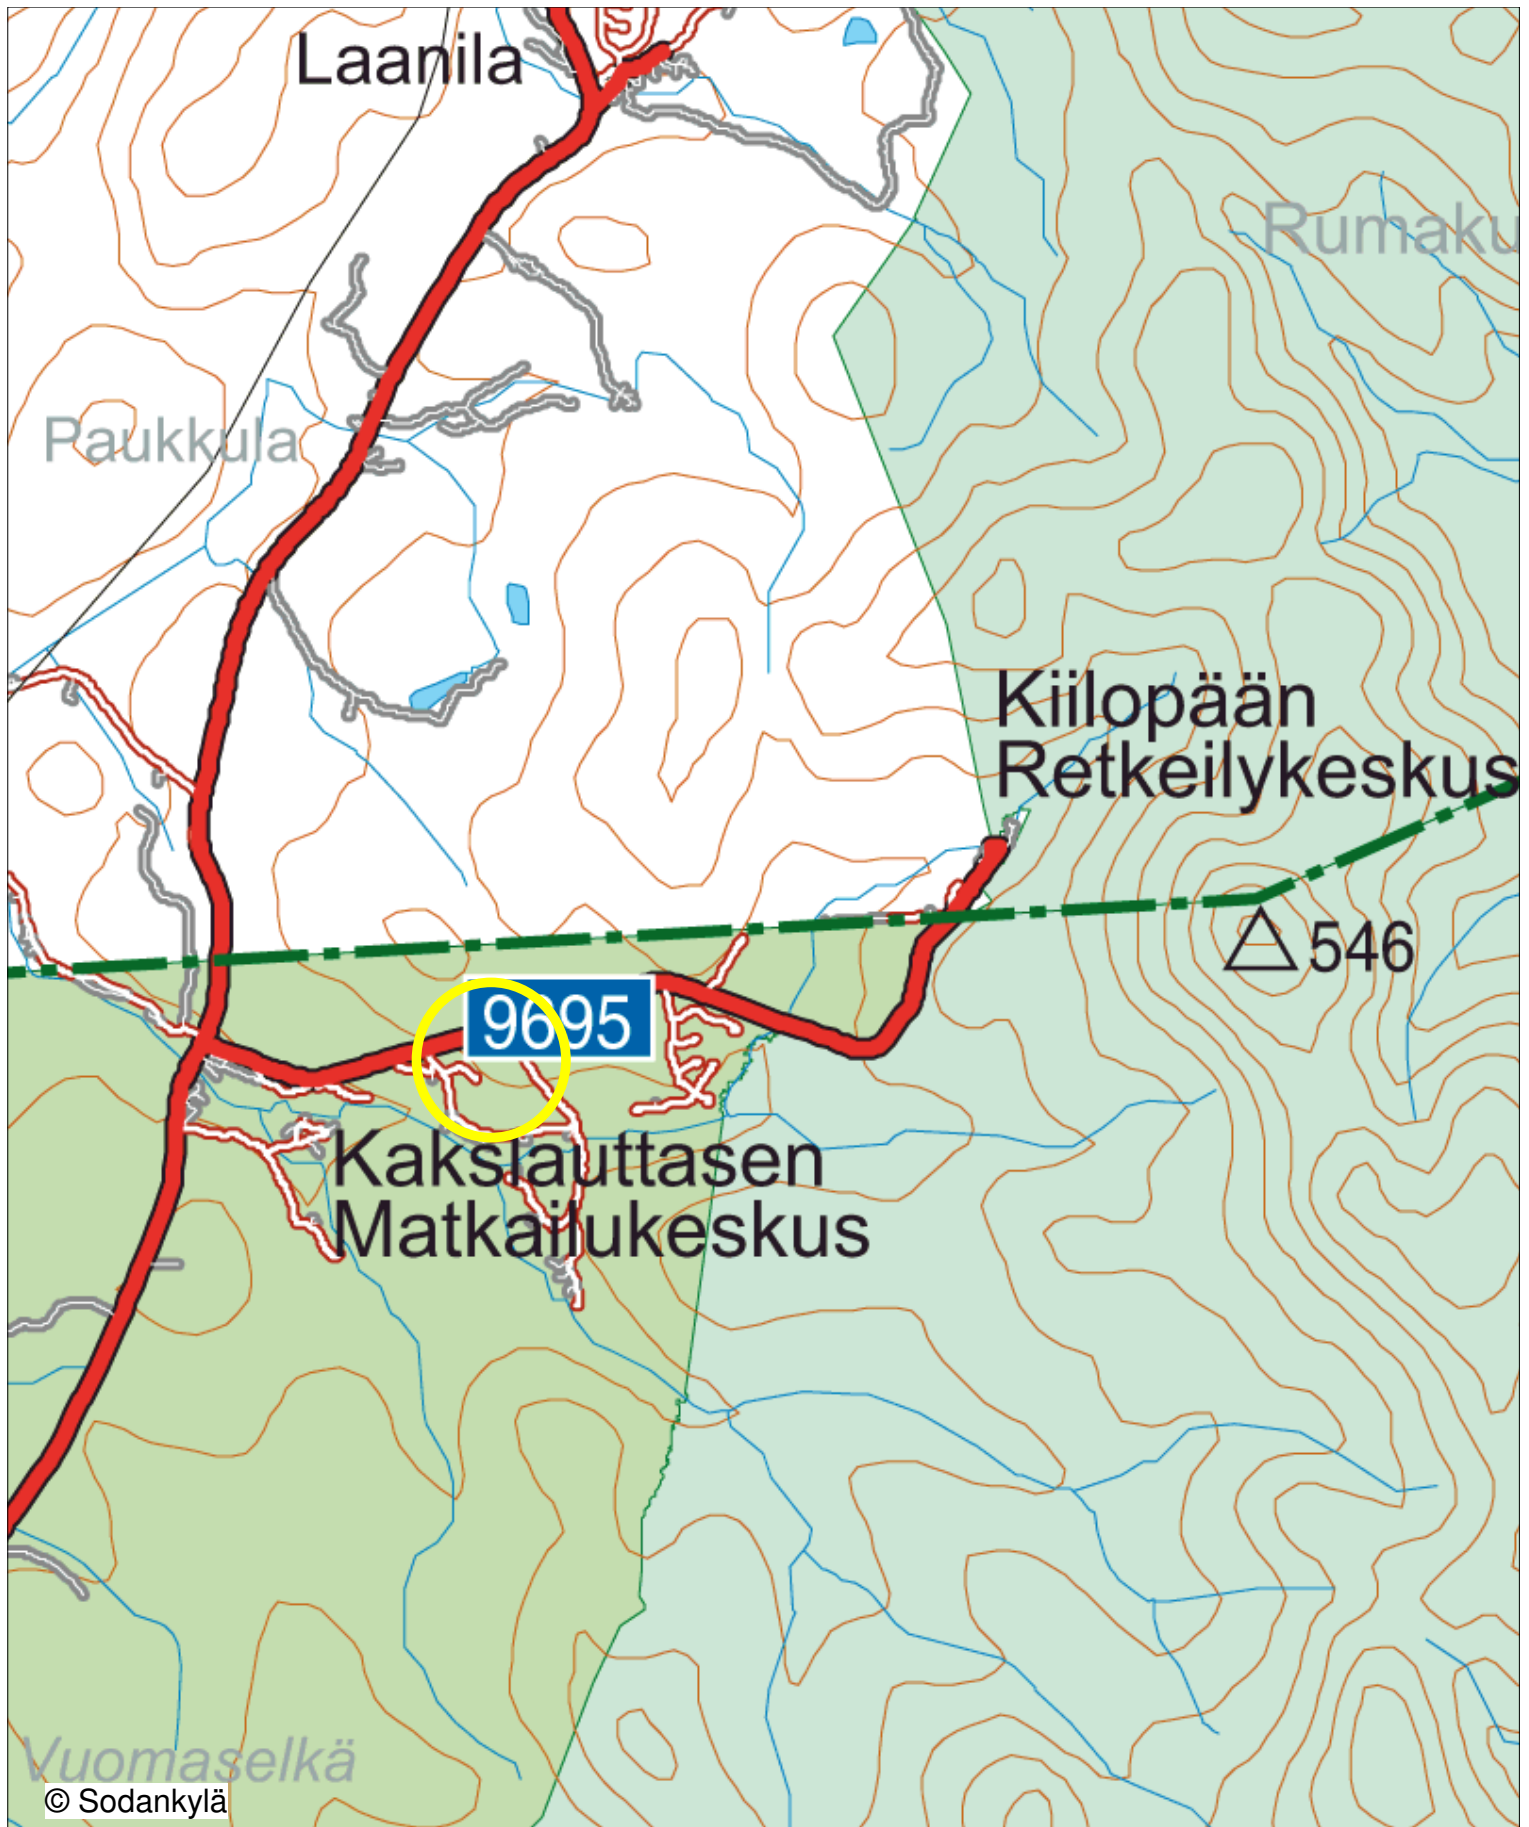 Laanila
Rumaku
Paukkula
Kiilopään
Retkeilykeskus
546
9695
Kakslauttasen
Matkailukeskus
Vuomaselkä
© Sodankylä